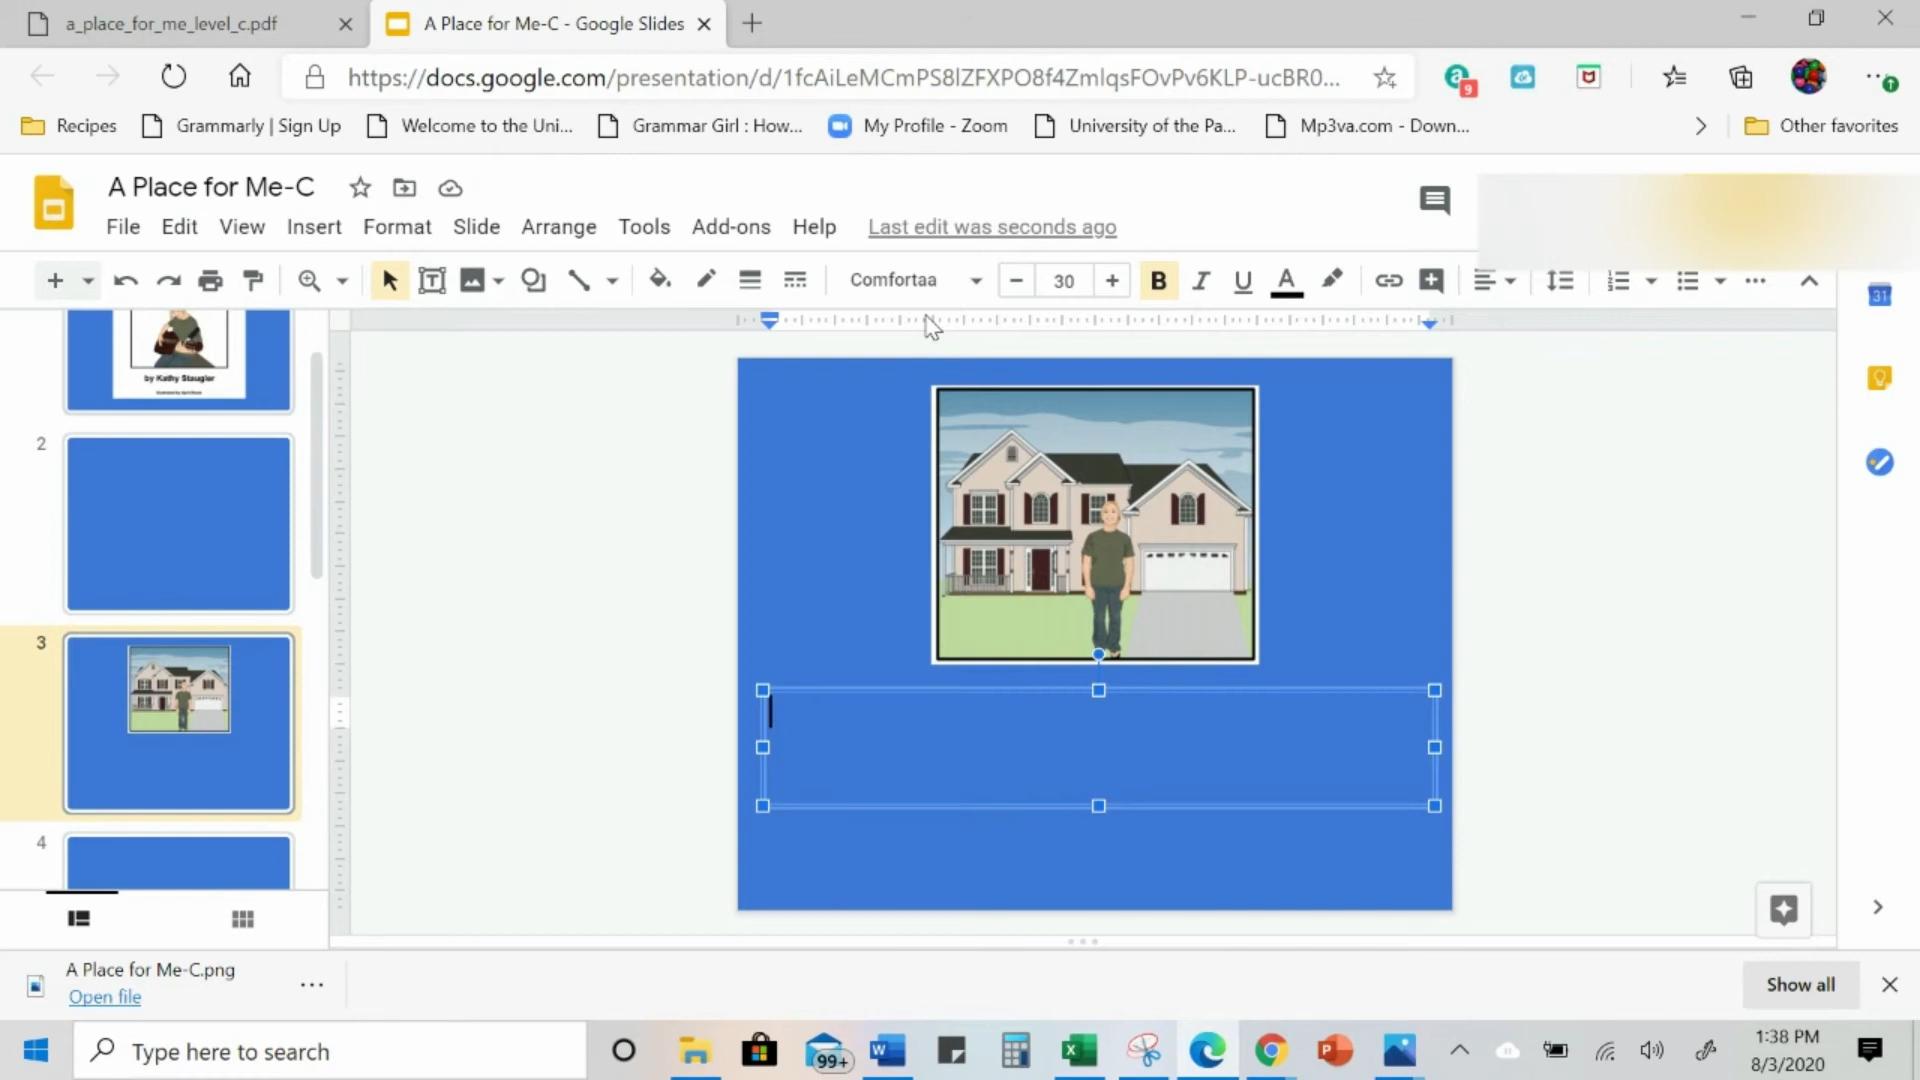 a_place_for_me_level_c.pdf
A Place for Me-C - Google Slides
https://docs.google.com/presentation/d/1fcAiLeMCmPS8lZFXPO8f4ZmlqsFOvPv6KLP-ucBR0...
9
Recipes
Grammarly | Sign Up
Welcome to the Uni...
Grammar Girl : How...
My Profile - Zoom
University of the Pa...
Mp3va.com - Down...
Other favorites
A Place for Me-C
File Edit View Insert Format Slide Arrange Tools Add-ons Help Last edit was seconds ago
Comfortaa
30
B I U A
31
by Kathy Staugler
2
3
4
A Place for Me-C.png
Open file
Show all
Type here to search
99+
1:38 PM
8/3/2020